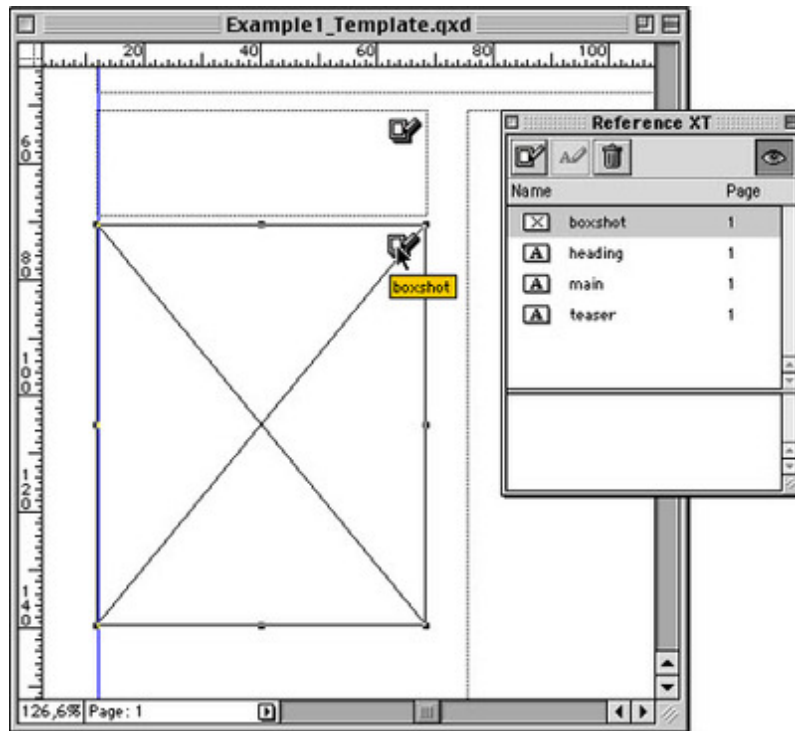 Example1_Template.qxd
20 40 60 80 100
60
80
100
120
140
boxshot
Reference XT
A
Name Page
boxshot 1
A heading 1
A main 1
A teaser 1
126,6% Page: 1